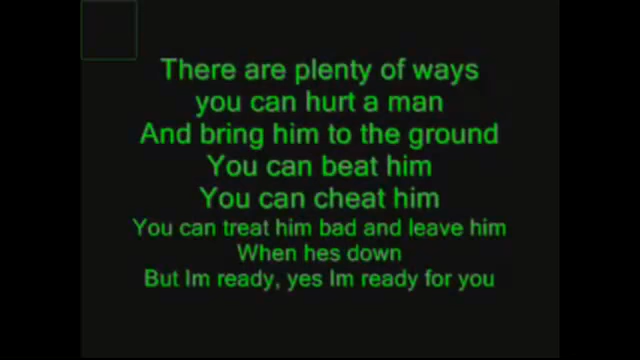 There are plenty of ways
you can hurt a man
And bring him to the ground
You can beat him
You can cheat him
You can treat him bad and leave him
When hes down
But Im ready, yes Im ready for you